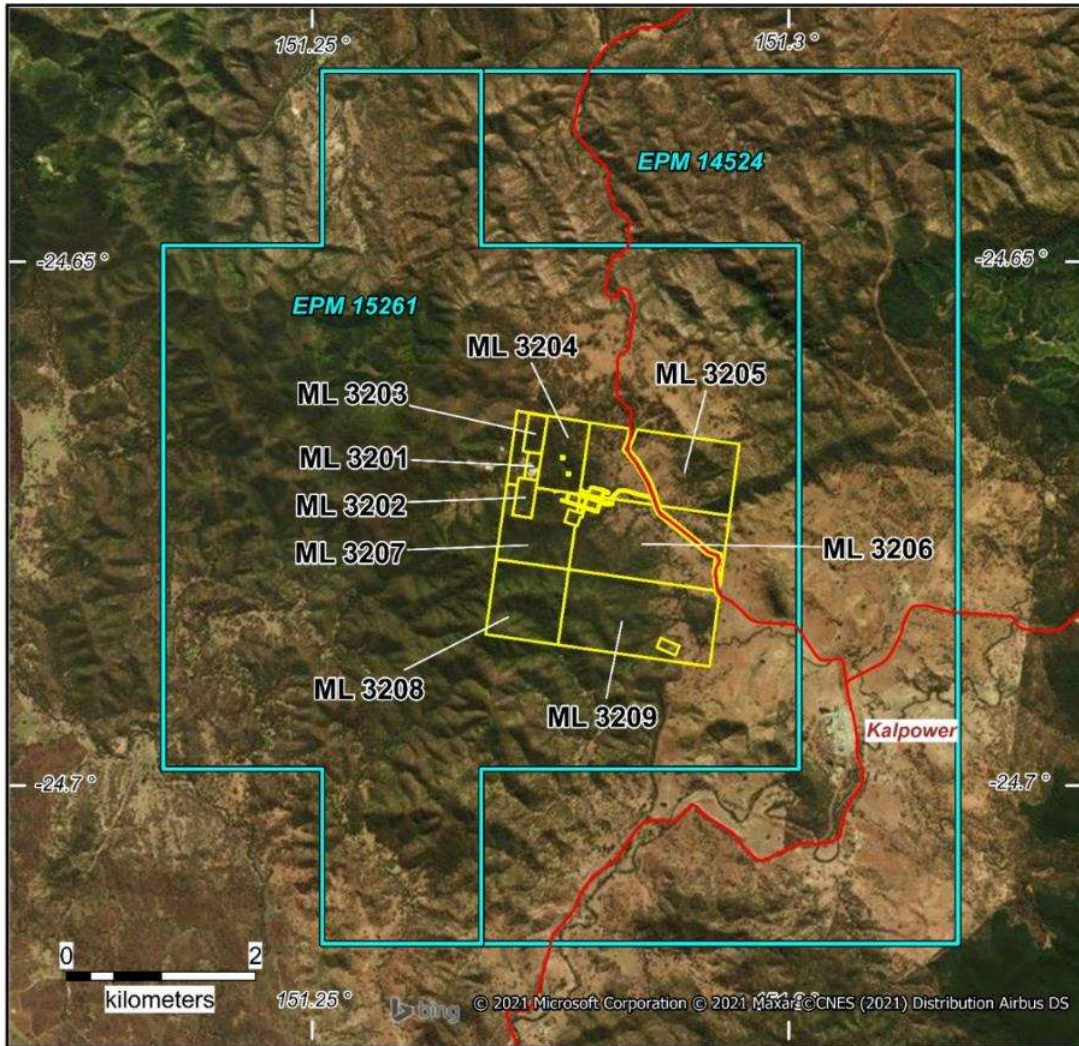 151.25 °
151.3 °
EPM 14524
-24.65 °
-24.65 °
EPM 15261
ML 3204
ML 3205
ML 3203
ML 3201
ML 3202
ML 3207
ML 3206
ML 3208
ML 3209
Kalpower
-24.7 °
-24.7 °
0
2
kilometers
151.25 °
bing
© 2021 Microsoft Corporation © 2021 Maxar ©CNES (2021) Distribution Airbus DS